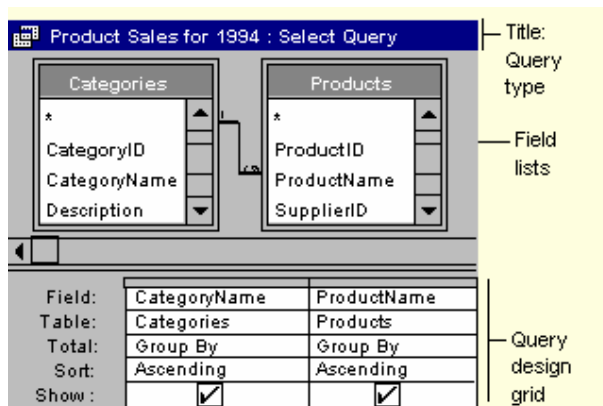 Product Sales for 1994 : Select Query
Title:
Query
type
Categories
*
CategoryID
CategoryName
Description
1
∞
Products
*
ProductID
ProductName
SupplierID
Field
lists
Field: CategoryName ProductName
Table: Categories Products
Total: Group By Group By
Sort: Ascending Ascending
Show:
Query
design
grid